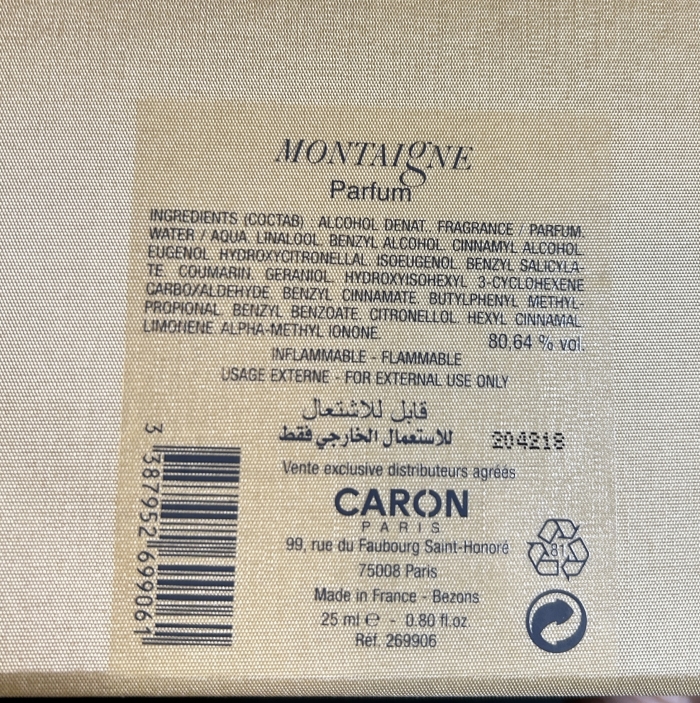 MONTAIGNE
Parfum
INGREDIENTS (COCTAB) : ALCOHOL DENAT., FRAGRANCE / PARFUM.
WATER / AQUA. LINALOOL. BENZYL ALCOHOL. CINNAMYL ALCOHOL.
EUGENOL. HYDROXYCITRONELLAL. ISOEUGENOL. BENZYL SALICYLA-
TE. COUMARIN. GERANIOL. HYDROXYISOHEXYL 3-CYCLOHEXENE
CARBOXALDEHYDE. BENZYL CINNAMATE. BUTYLPHENYL METHYL-
PROPIONAL. BENZYL BENZOATE. CITRONELLOL. HEXYL CINNAMAL.
LIMONENE. ALPHA-METHYL IONONE.
80,64 % vol.
INFLAMMABLE - FLAMMABLE
USAGE EXTERNE - FOR EXTERNAL USE ONLY
قابل للاشتعال
للاستعمال الخارجي فقط
204218
Vente exclusive distributeurs agréés
CARON
PARIS
99, rue du Faubourg Saint-Honoré
75008 Paris
Made in France - Bezons
25 ml e - 0.80 fl.oz.
Réf. 269906
81
3 387952 699061